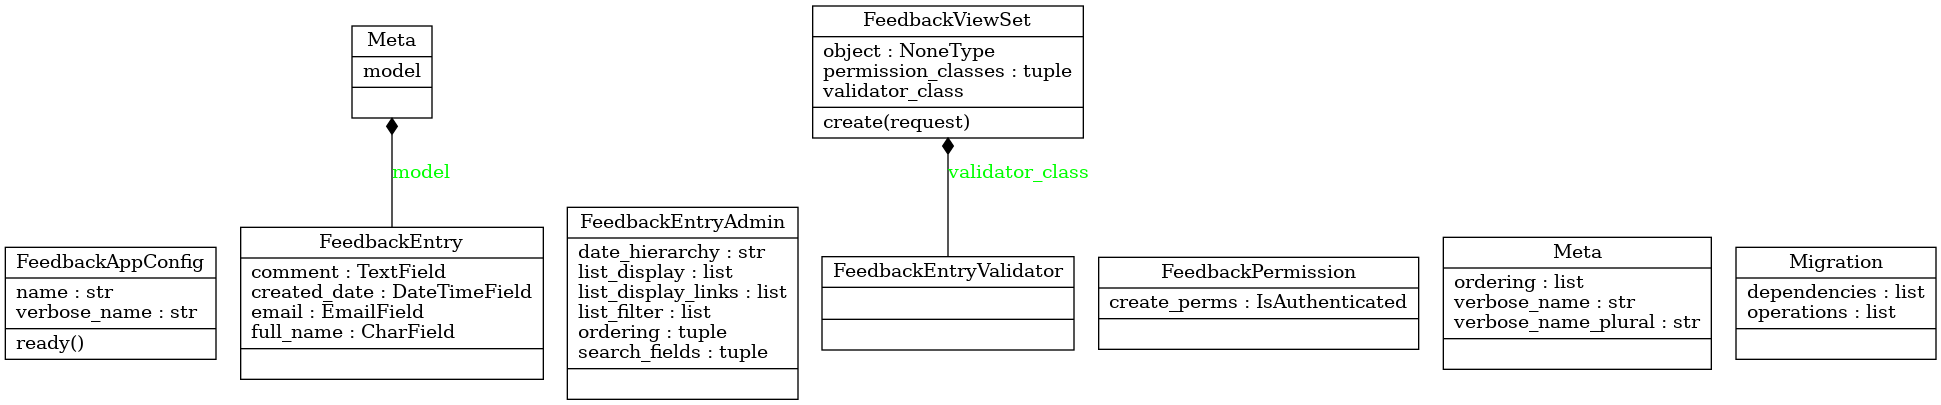 Meta
model
FeedbackViewSet
object : NoneType
permission_classes : tuple
validator_class
create(request)
model
validator_class
FeedbackAppConfig
name : str
verbose_name : str
ready()
FeedbackEntry
comment : TextField
created_date : DateTimeField
email : EmailField
full_name : CharField
FeedbackEntryAdmin
date_hierarchy : str
list_display : list
list_display_links : list
list_filter : list
ordering : tuple
search_fields : tuple
FeedbackEntryValidator
FeedbackPermission
create_perms : IsAuthenticated
Meta
ordering : list
verbose_name : str
verbose_name_plural : str
Migration
dependencies : list
operations : list